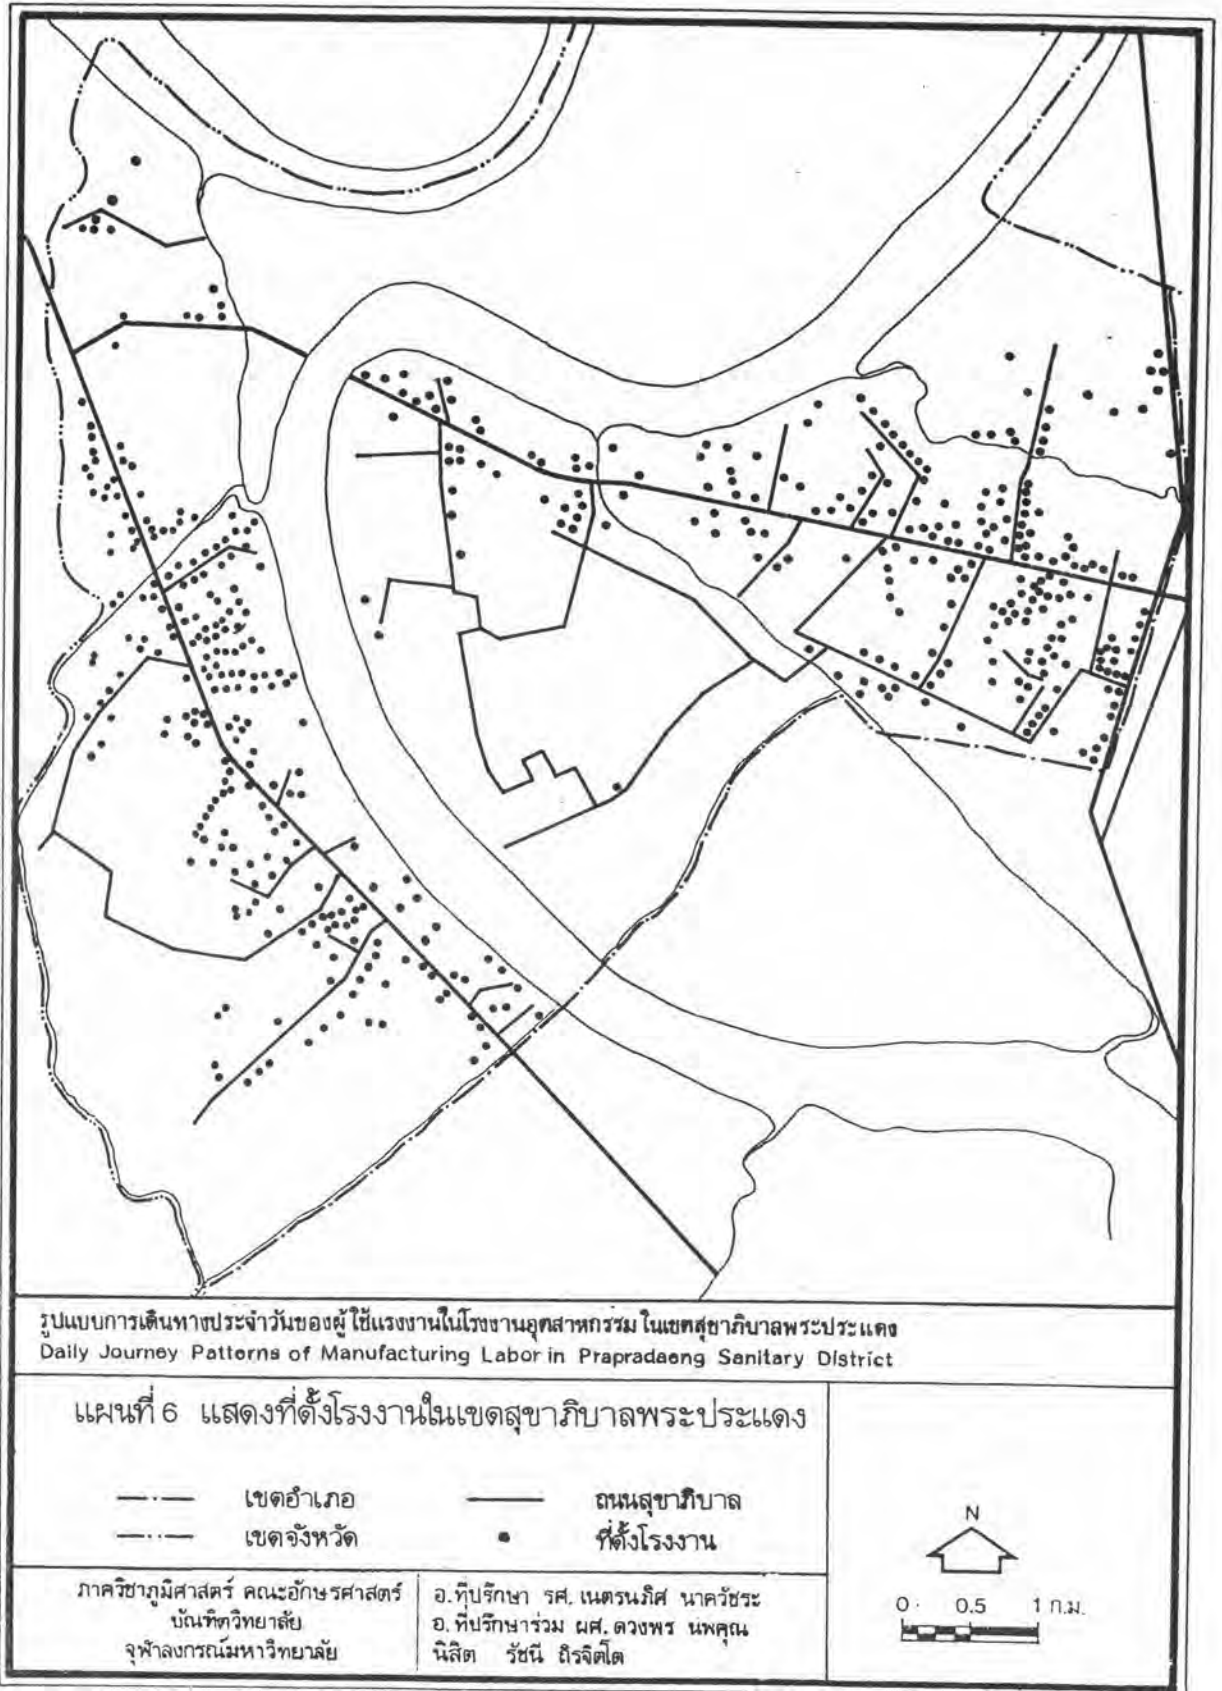 รูปแบบการเดินทางประจำวันของผู้ใช้แรงงานในโรงงานอุตสาหกรรม ในเขตสุขาภิบาลพระประแดง
Daily Journey Patterns of Manufacturing Labor in Prapradaeng Sanitary District
แผนที่ 6 แสดงที่ตั้งโรงงานในเขตสุขาภิบาลพระประแดง
เขตอำเภอ
ถนนสุขาภิบาล
เขตจังหวัด
ที่ตั้งโรงงาน
N
0 0.5 1 ก.ม.
ภาควิชาภูมิศาสตร์ คณะอักษรศาสตร์
บัณฑิตวิทยาลัย
จุฬาลงกรณ์มหาวิทยาลัย
อ.ที่ปรึกษา รศ. เนตรนภิศ นาควัชระ
อ.ที่ปรึกษาร่วม ผศ. ดวงพร นพคุณ
นิสิต รัชนี ถิรจิตโต